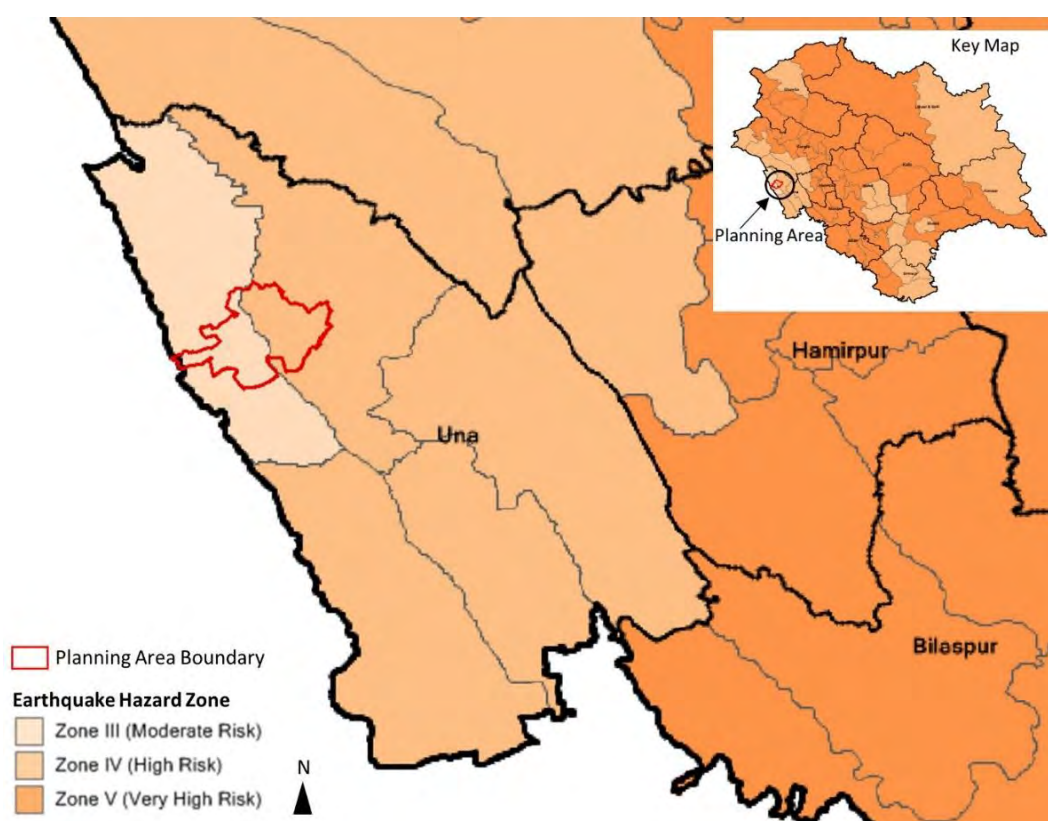 Key Map
Planning Area
Hamirpur
Una
Bilaspur
Planning Area Boundary
Earthquake Hazard Zone
Zone III (Moderate Risk)
Zone IV (High Risk)
Zone V (Very High Risk)
N